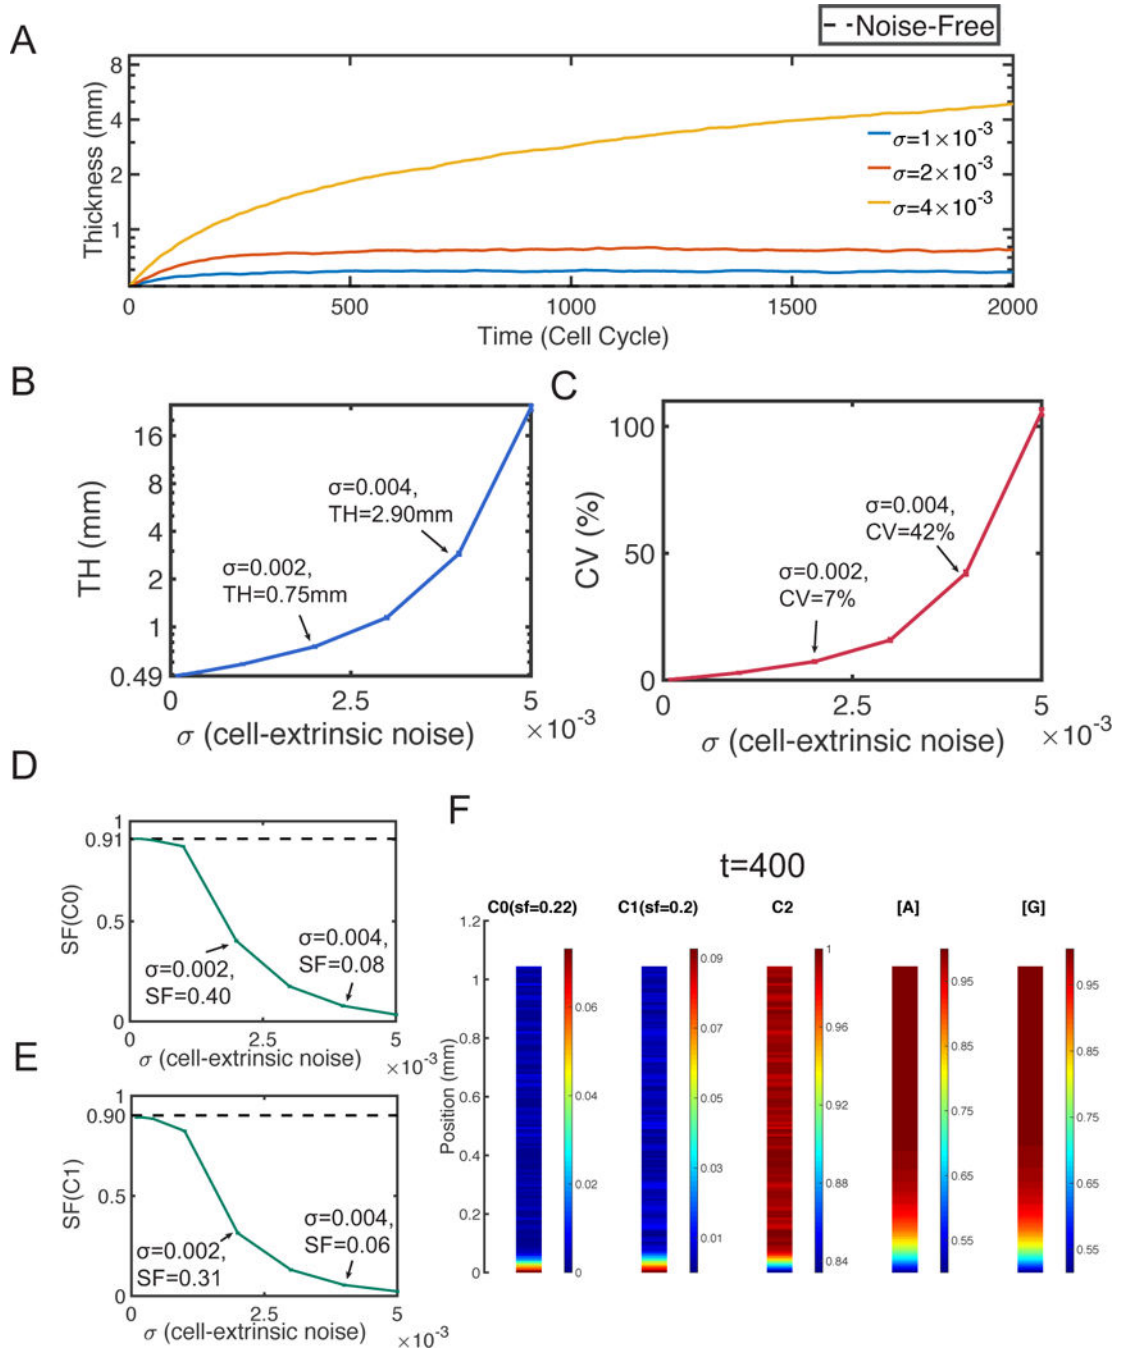 A
- - Noise-Free
8
4
2
1
Thickness (mm)
σ=1×10⁻³
σ=2×10⁻³
σ=4×10⁻³
0
500
1000
1500
2000
Time (Cell Cycle)
B
16
8
4
2
1
0.49
TH (mm)
σ=0.004,
TH=2.90mm
σ=0.002,
TH=0.75mm
0
2.5
5
×10⁻³
σ (cell-extrinsic noise)
C
100
50
0
CV (%)
σ=0.004,
CV=42%
σ=0.002,
CV=7%
0
2.5
5
×10⁻³
σ (cell-extrinsic noise)
D
1
0.91
0.5
0
SF(C0)
σ=0.004,
SF=0.08
σ=0.002,
SF=0.40
0
2.5
5
σ (cell-extrinsic noise)
×10⁻³
E
1
0.90
0.5
0
SF(C1)
σ=0.004,
SF=0.06
σ=0.002,
SF=0.31
0
2.5
5
σ (cell-extrinsic noise)
×10⁻³
F
t=400
C0(sf=0.22)
C1(sf=0.2)
C2
[A]
[G]
1.2
1
0.8
0.6
0.4
0.2
0
Position (mm)
0.06
0.04
0.02
0
0.09
0.07
0.05
0.03
0.01
1
0.96
0.92
0.88
0.84
0.95
0.85
0.75
0.65
0.55
0.95
0.85
0.75
0.65
0.55